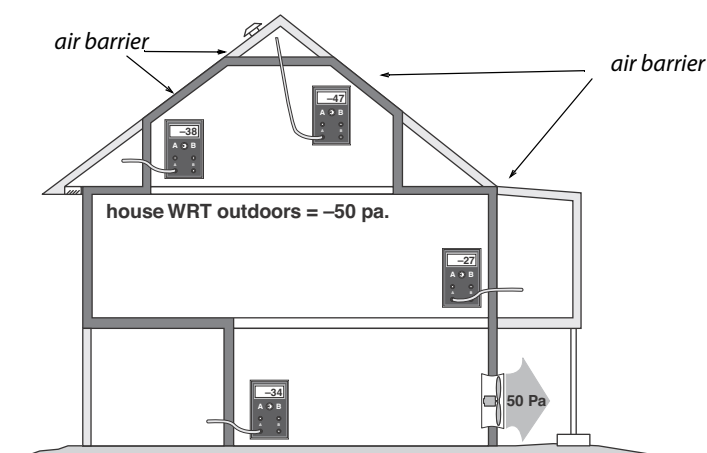 air barrier
air barrier
–47
A B
–38
A B
house WRT outdoors = –50 pa.
–27
A B
–34
A B
50 Pa